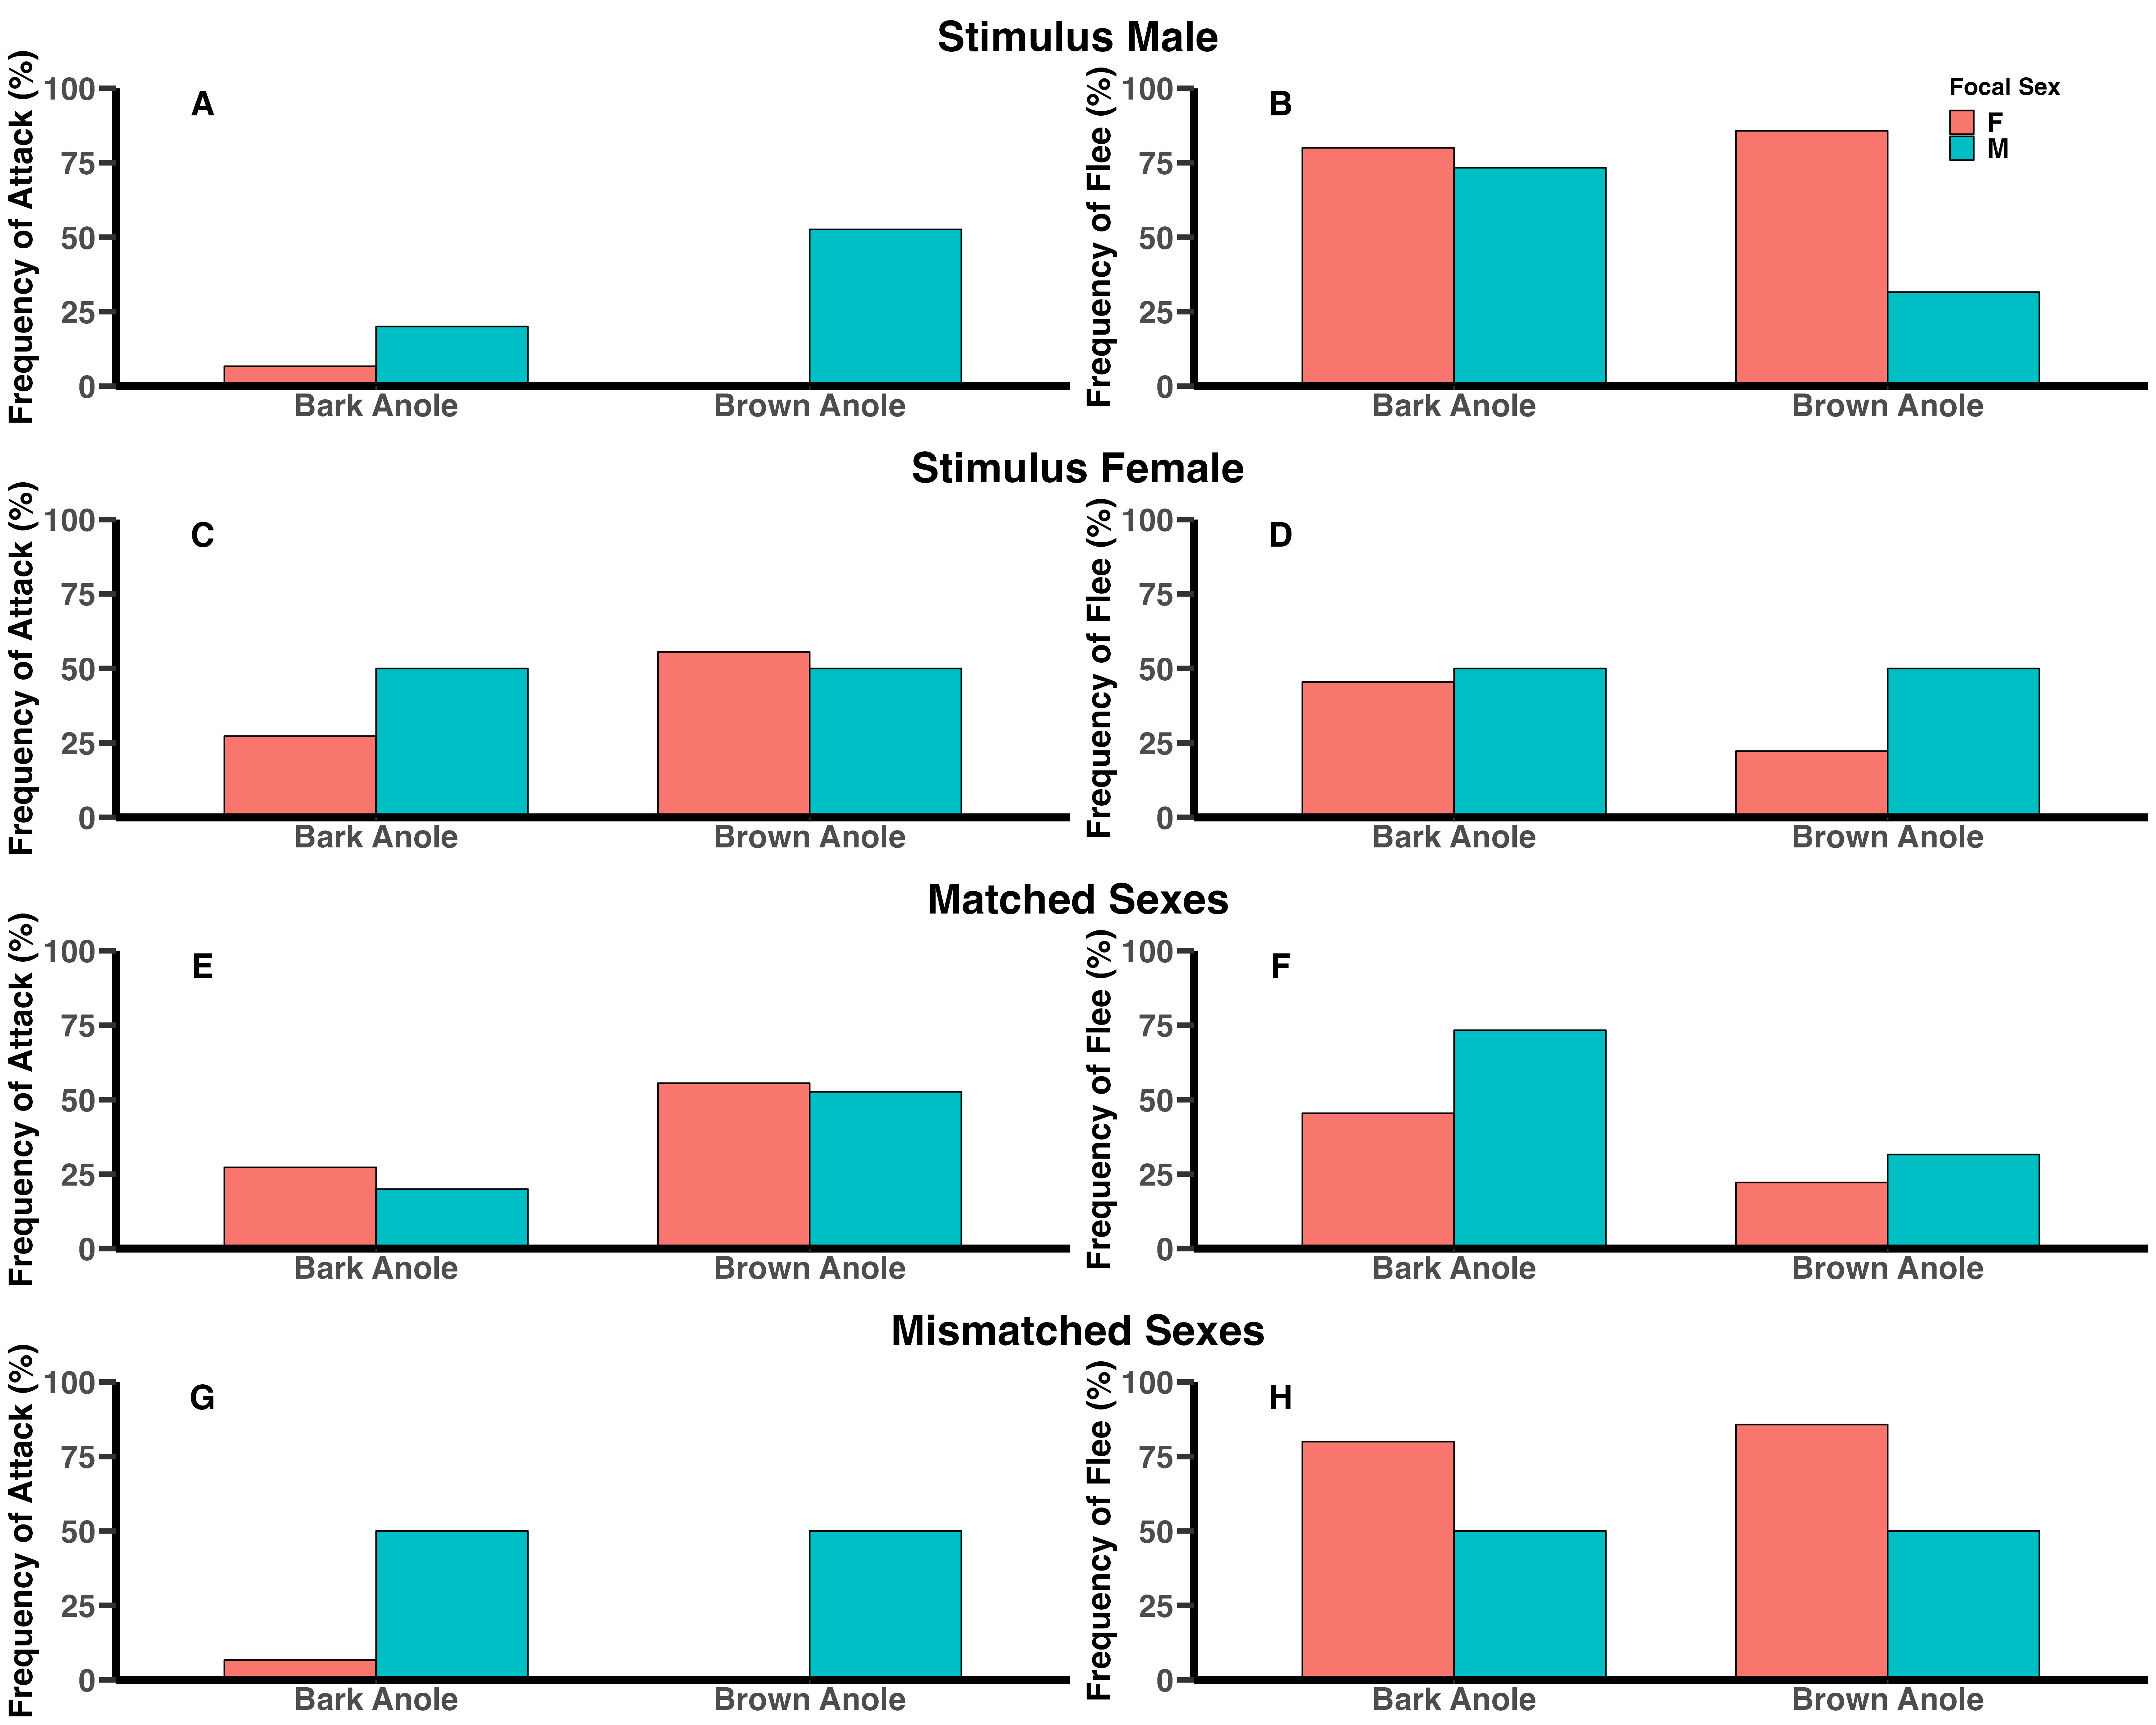 Stimulus Male
Frequency of Attack (%)
100
75
50
25
0
A
Bark Anole
Brown Anole
Frequency of Flee (%)
100
75
50
25
0
B
Focal Sex
F
M
Bark Anole
Brown Anole
Stimulus Female
Frequency of Attack (%)
100
75
50
25
0
C
Bark Anole
Brown Anole
Frequency of Flee (%)
100
75
50
25
0
D
Bark Anole
Brown Anole
Matched Sexes
Frequency of Attack (%)
100
75
50
25
0
E
Bark Anole
Brown Anole
Frequency of Flee (%)
100
75
50
25
0
F
Bark Anole
Brown Anole
Mismatched Sexes
Frequency of Attack (%)
100
75
50
25
0
G
Bark Anole
Brown Anole
Frequency of Flee (%)
100
75
50
25
0
H
Bark Anole
Brown Anole